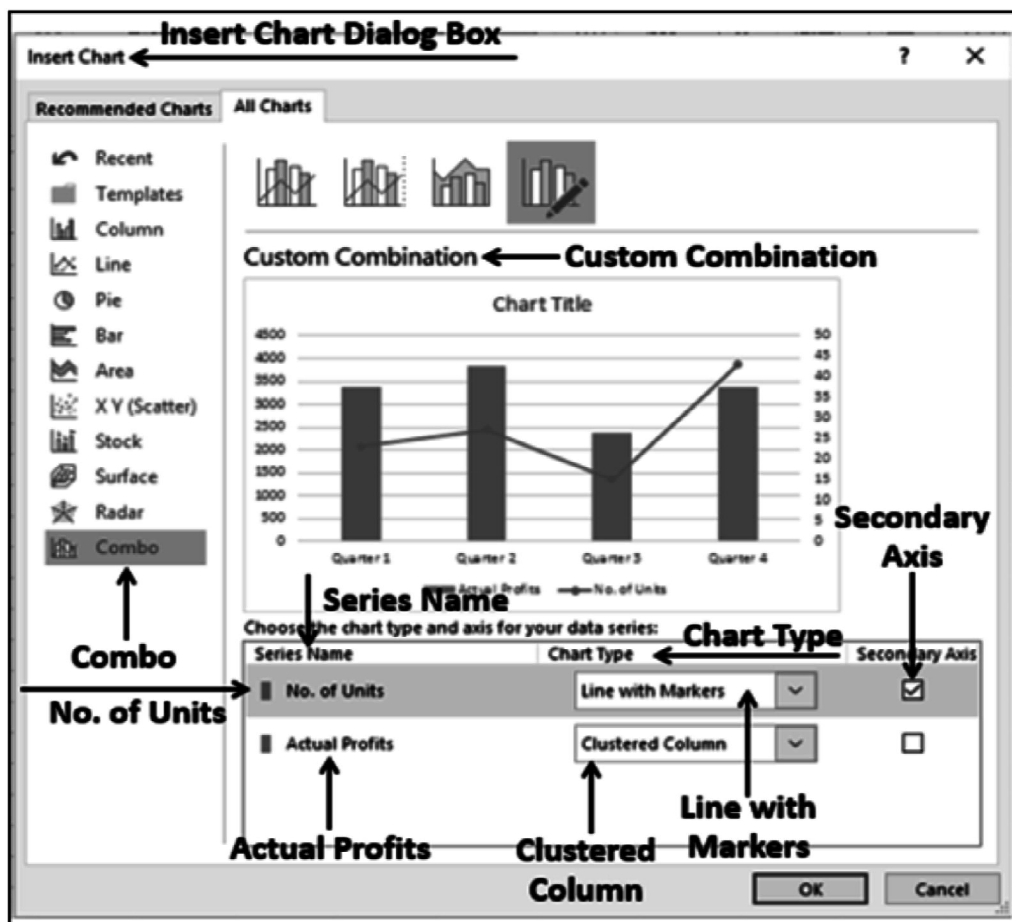 Insert Chart Dialog Box
Insert Chart
?
Recommended Charts
All Charts
Recent
Templates
Column
Line
Pie
Bar
Area
X Y (Scatter)
Stock
Surface
Radar
Combo
Custom Combination
Custom Combination
Chart Title
4500
4000
3500
3000
2500
2000
1500
1000
500
0
50
45
40
35
30
25
20
15
10
5
0
Quarter 1
Quarter 2
Quarter 3
Quarter 4
Actual Profits
No. of Units
Secondary
Axis
Series Name
Choose the chart type and axis for your data series:
Chart Type
Combo
Series Name
Chart Type
Secondary Axis
No. of Units
No. of Units
Line with Markers
Actual Profits
Clustered Column
Actual Profits
Clustered
Column
Line with
Markers
OK
Cancel